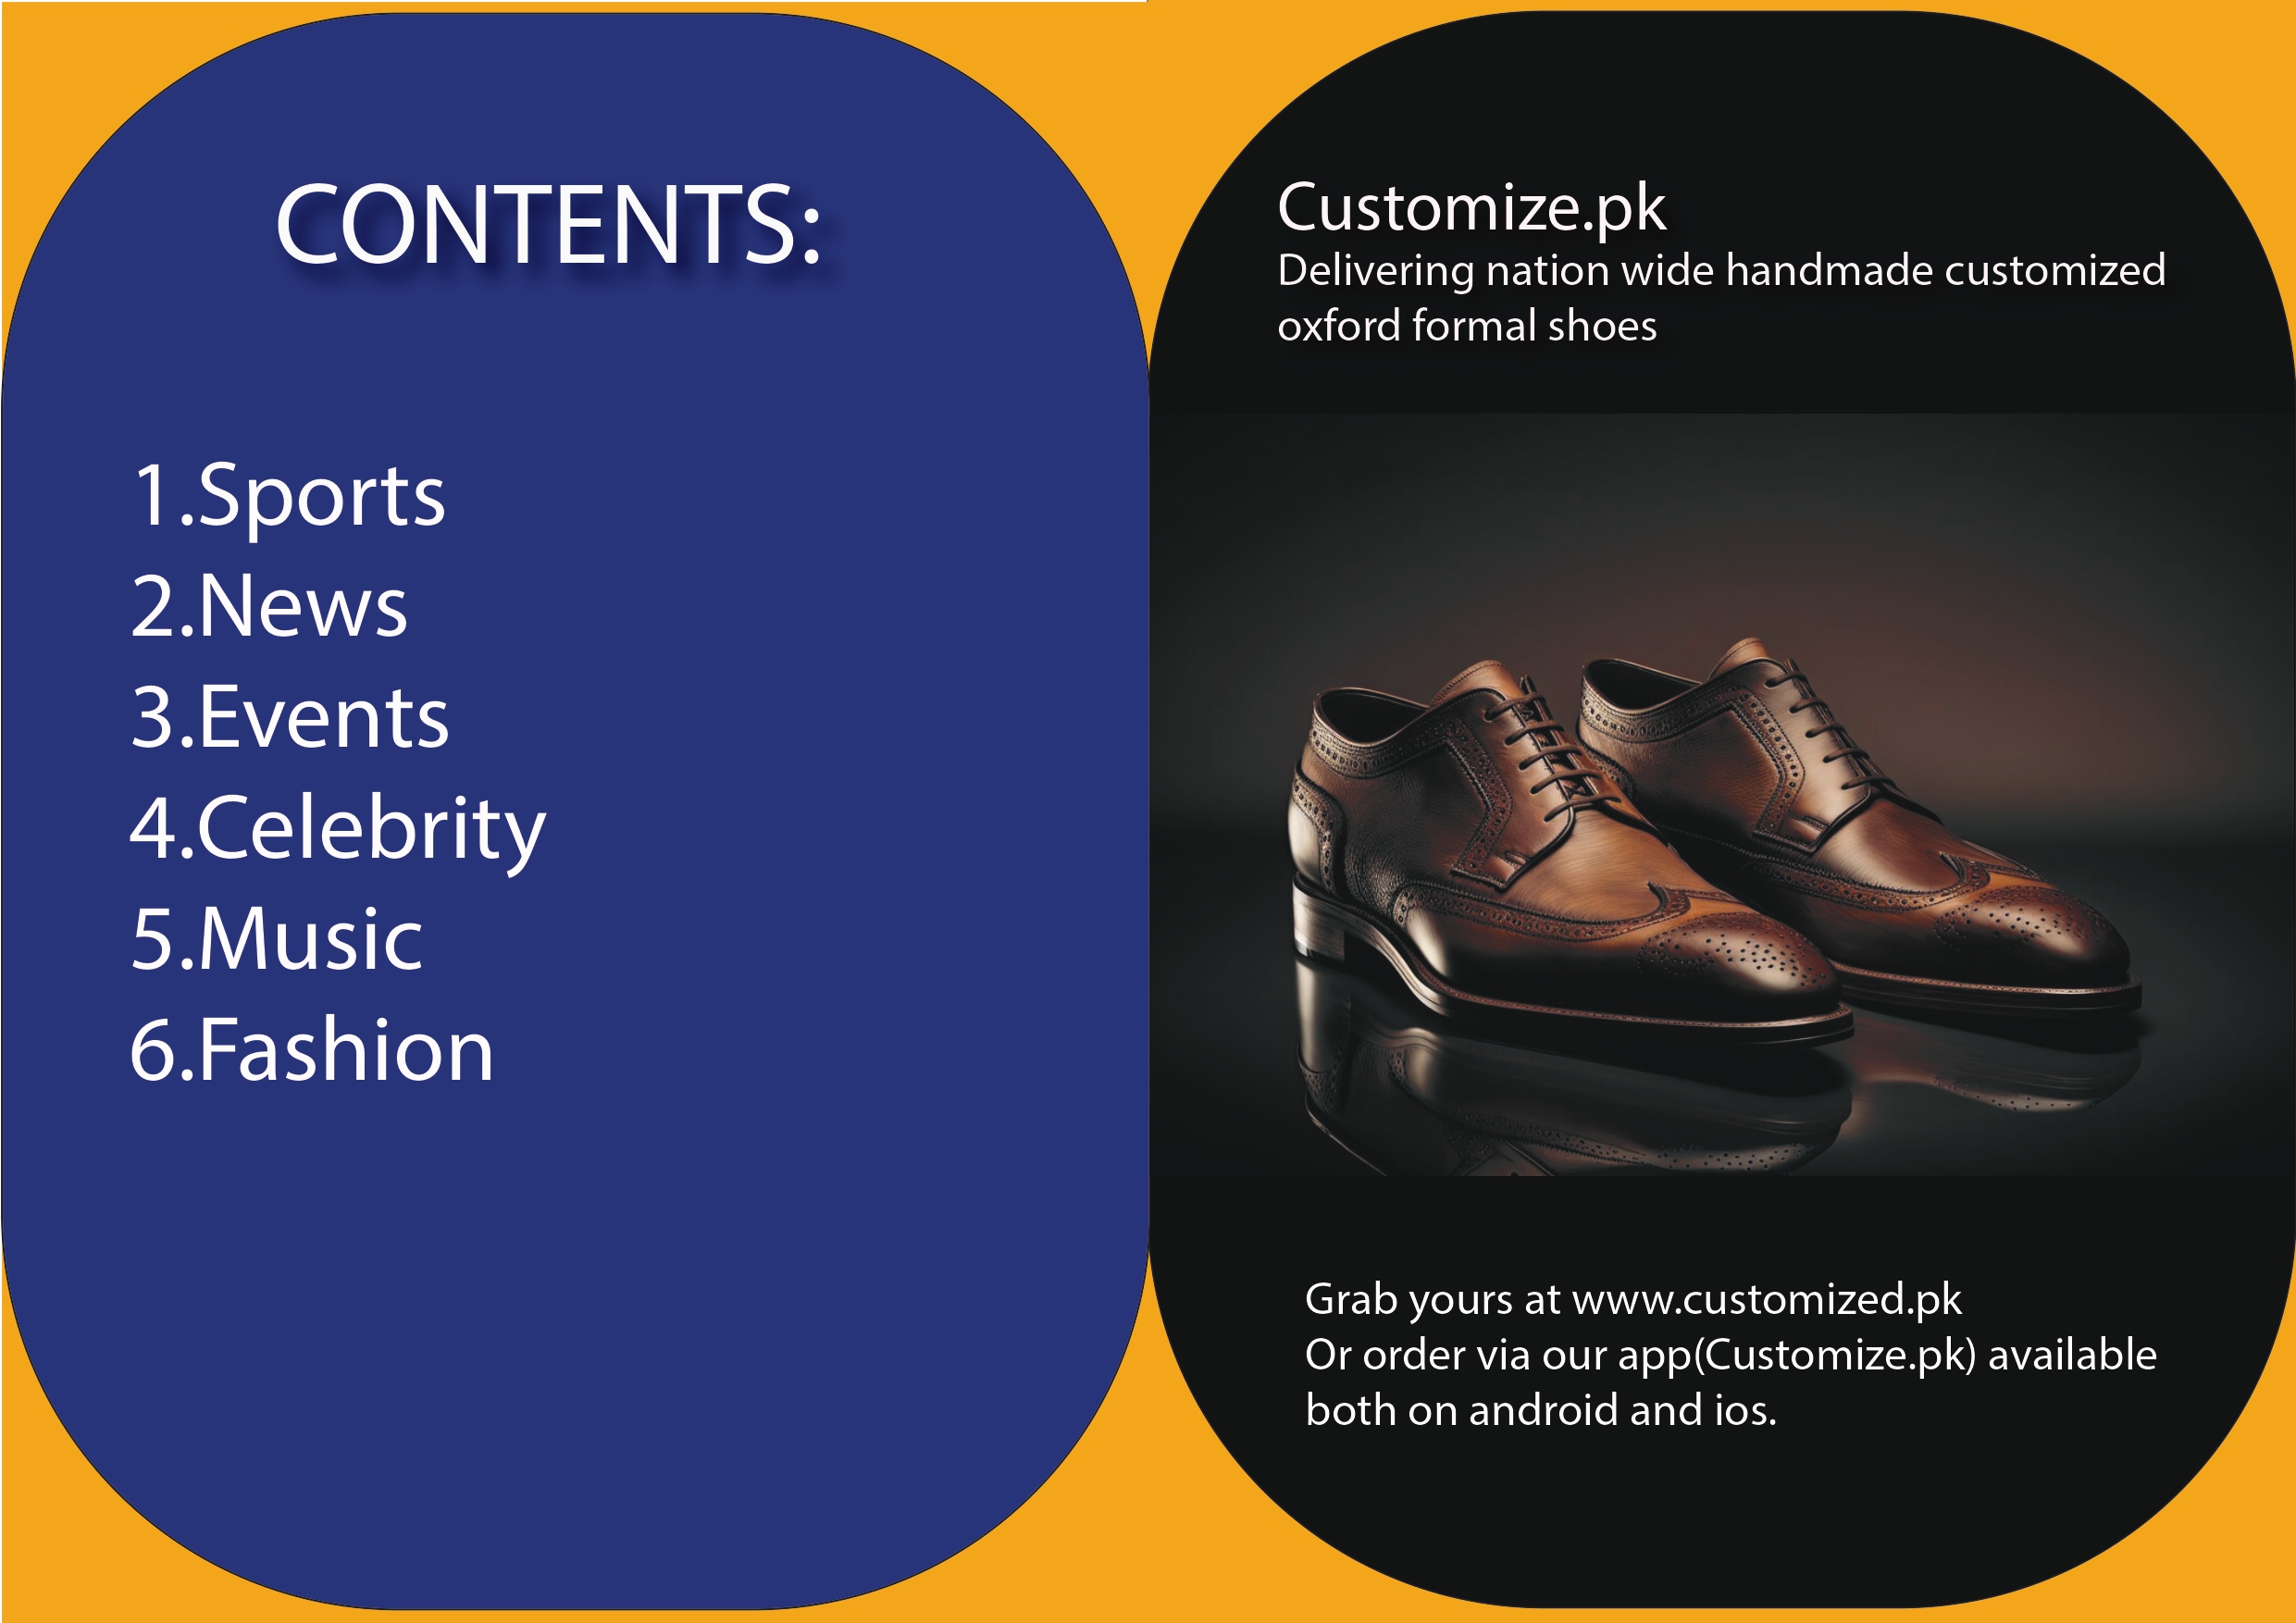 CONTENTS:
1.Sports
2.News
3.Events
4.Celebrity
5.Music
6.Fashion
Customize.pk
Delivering nation wide handmade customized
oxford formal shoes
Grab yours at www.customized.pk
Or order via our app(Customize.pk) available
both on android and ios.